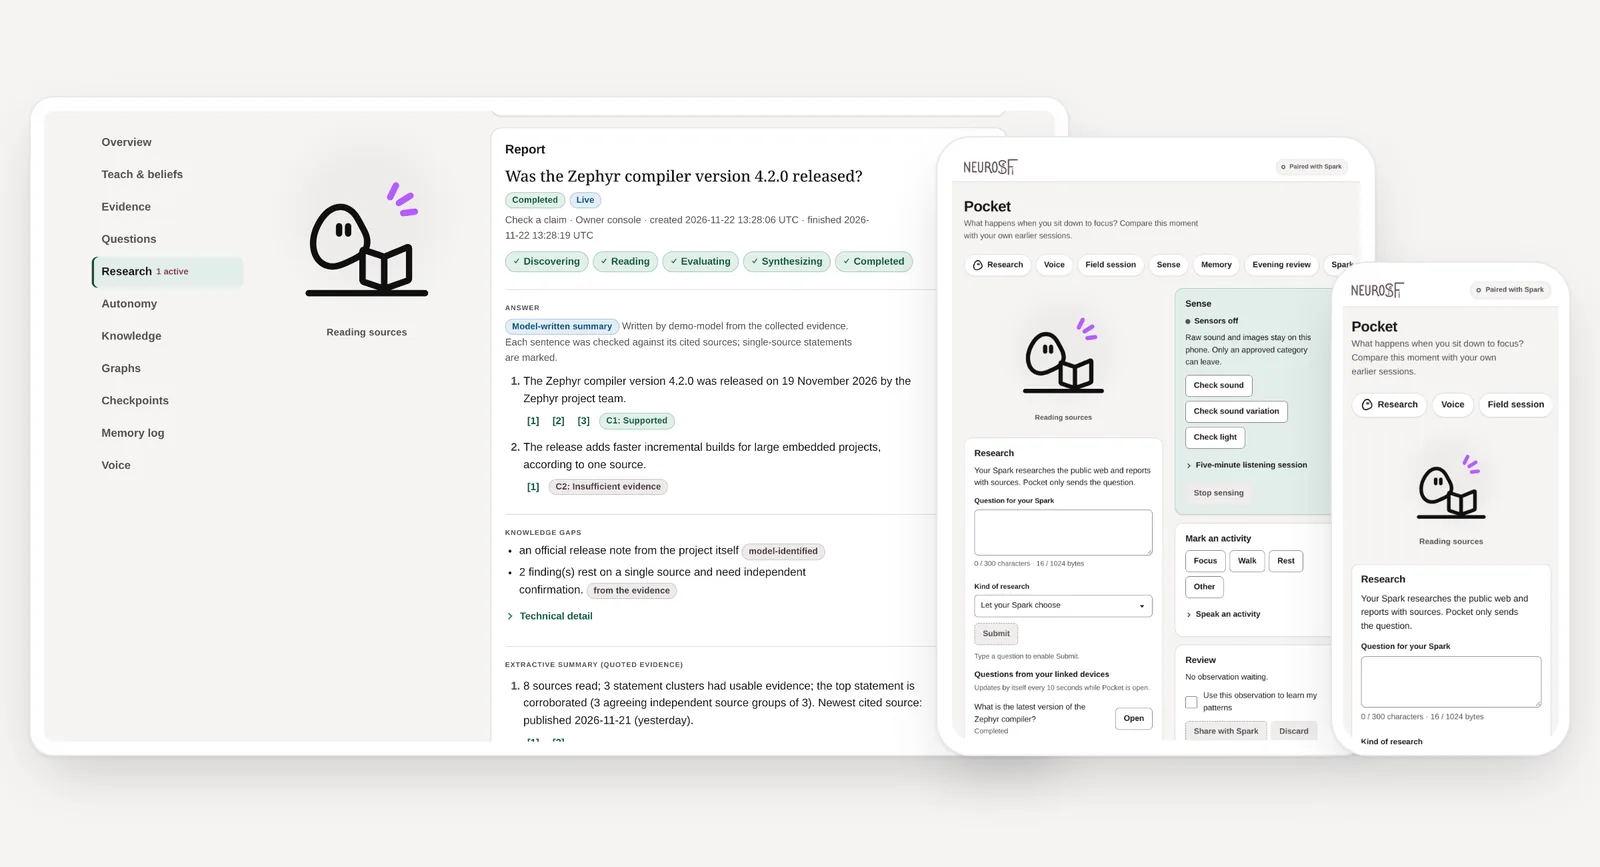 Overview
Teach & beliefs
Evidence
Questions
Research 1 active
Autonomy
Knowledge
Graphs
Checkpoints
Memory log
Voice
Reading sources
Report
Was the Zephyr compiler version 4.2.0 released?
Completed Live
Check a claim · Owner console · created 2026-11-22 13:28:06 UTC · finished 2026-
11-22 13:28:19 UTC
✓ Discovering ✓ Reading ✓ Evaluating ✓ Synthesizing ✓ Completed
ANSWER
Model-written summary Written by demo-model from the collected evidence.
Each sentence was checked against its cited sources; single-source statements
are marked.
1. The Zephyr compiler version 4.2.0 was released on 19 November 2026 by the
Zephyr project team.
[1] [2] [3] C1: Supported
2. The release adds faster incremental builds for large embedded projects,
according to one source.
[1] C2: Insufficient evidence
KNOWLEDGE GAPS
• an official release note from the project itself model-identified
• 2 finding(s) rest on a single source and need independent
confirmation. from the evidence
Technical detail
EXTRACTIVE SUMMARY (QUOTED EVIDENCE)
1. 8 sources read; 3 statement clusters had usable evidence; the top statement is
corroborated (3 agreeing independent source groups of 3). Newest cited source:
published 2026-11-21 (yesterday).
[1] [2]
NEUROSF
Paired with Spark
Pocket
What happens when you sit down to focus? Compare this moment
with your own earlier sessions.
Research Voice Field session Sense Memory Evening review Spark
Reading sources
Research
Your Spark researches the public web and reports
with sources. Pocket only sends the question.
Question for your Spark
0 / 300 characters · 16 / 1024 bytes
Kind of research
Let your Spark choose
Submit
Type a question to enable Submit.
Questions from your linked devices
Updates by itself every 10 seconds while Pocket is open.
What is the latest version of the
Zephyr compiler?
Completed
Open
Sense
Sensors off
Raw sound and images stay on this
phone. Only an approved category
can leave.
Check sound
Check sound variation
Check light
Five-minute listening session
Stop sensing
Mark an activity
Focus Walk Rest
Other
Speak an activity
Review
No observation waiting.
Use this observation to learn my
patterns
Share with Spark Discard
NEUROSF
Paired with Spark
Pocket
What happens when you sit down to focus?
Compare this moment with your own
earlier sessions.
Research Voice Field session
Reading sources
Research
Your Spark researches the public web and
reports with sources. Pocket only sends
the question.
Question for your Spark
0 / 300 characters · 16 / 1024 bytes
Kind of research